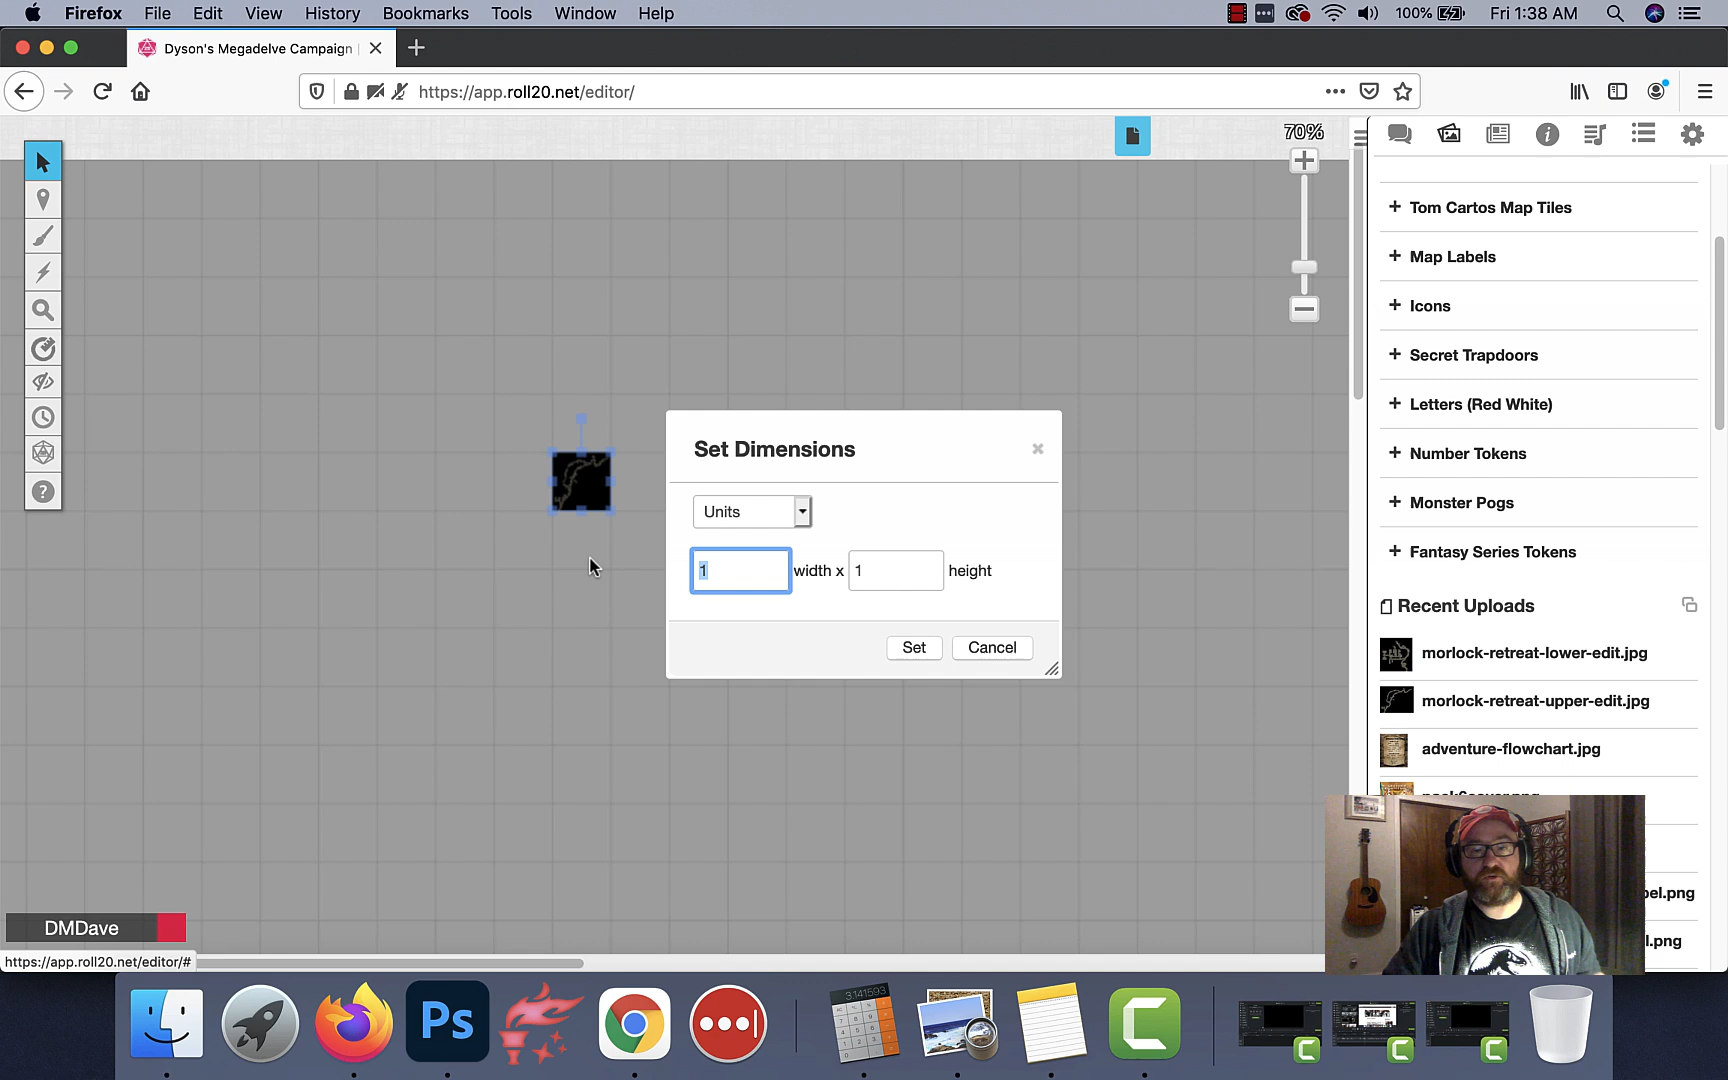 Firefox File Edit View History Bookmarks Tools Window Help 100% Fri 1:38 AM
Dyson's Megadelve Campaign |
https://app.roll20.net/editor/
70%
Tom Cartos Map Tiles
Map Labels
Icons
Secret Trapdoors
Letters (Red White)
Number Tokens
Monster Pogs
Fantasy Series Tokens
Recent Uploads
morlock-retreat-lower-edit.jpg
morlock-retreat-upper-edit.jpg
adventure-flowchart.jpg
bel.png
l.png
Set Dimensions
Units
1 width x 1 height
Set Cancel
DMDave
https://app.roll20.net/editor/#
Ps
3.141593